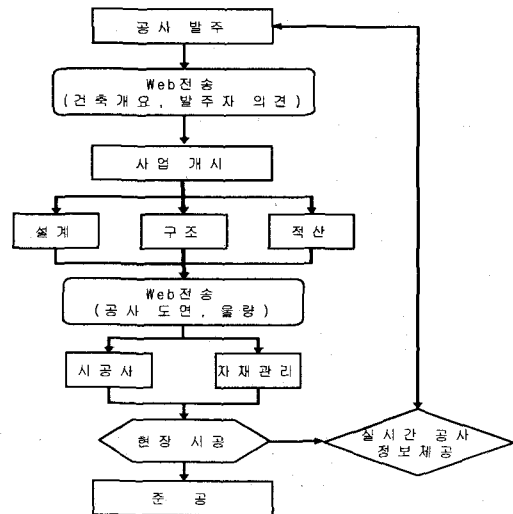 공사 발주
Web전송
(건축개요, 발주자 의견)
사업 개시
설계
구조
적산
Web전송
(공사 도면, 물량)
시공사
자재관리
현장 시공
실시간 공사
정보제공
준 공